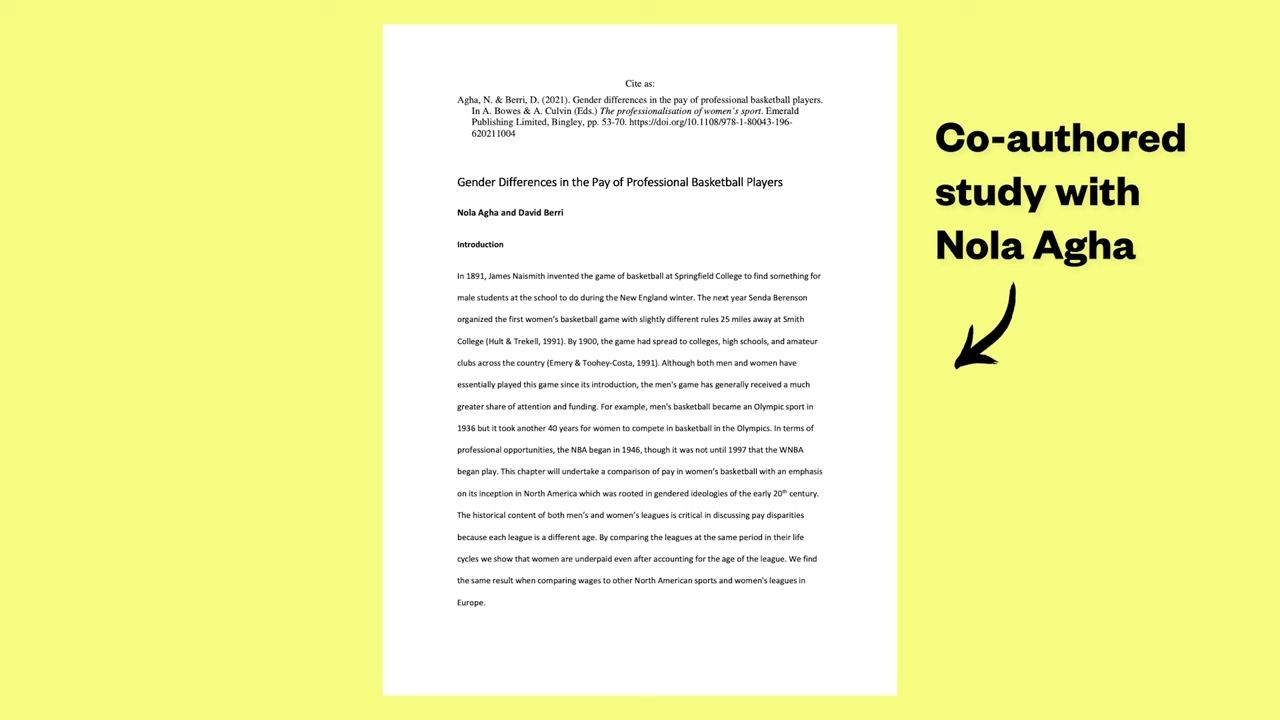 Cite as:
Agha, N. & Berri, D. (2021). Gender differences in the pay of professional basketball players.
In A. Bowes & A. Culvin (Eds.) The professionalisation of women's sport. Emerald
Publishing Limited, Bingley, pp. 53-70. https://doi.org/10.1108/978-1-80043-196-
620211004
Gender Differences in the Pay of Professional Basketball Players
Nola Agha and David Berri
Introduction
In 1891, James Naismith invented the game of basketball at Springfield College to find something for
male students at the school to do during the New England winter. The next year Senda Berenson
organized the first women's basketball game with slightly different rules 25 miles away at Smith
College (Hult & Trekell, 1991). By 1900, the game had spread to colleges, high schools, and amateur
clubs across the country (Emery & Toohey-Costa, 1991). Although both men and women have
essentially played this game since its introduction, the men's game has generally received a much
greater share of attention and funding. For example, men's basketball became an Olympic sport in
1936 but it took another 40 years for women to compete in basketball in the Olympics. In terms of
professional opportunities, the NBA began in 1946, though it was not until 1997 that the WNBA
began play. This chapter will undertake a comparison of pay in women's basketball with an emphasis
on its inception in North America which was rooted in gendered ideologies of the early 20th century.
The historical content of both men's and women's leagues is critical in discussing pay disparities
because each league is a different age. By comparing the leagues at the same period in their life
cycles we show that women are underpaid even after accounting for the age of the league. We find
the same result when comparing wages to other North American sports and women's leagues in
Europe.
Co-authored
study with
Nola Agha